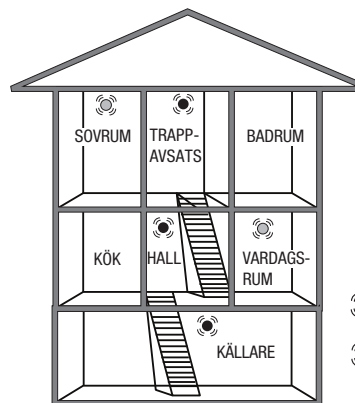 SOVRUM
TRAPP-
AVSATS
BADRUM
KÖK
HALL
VARDAGS-
RUM
KÄLLARE